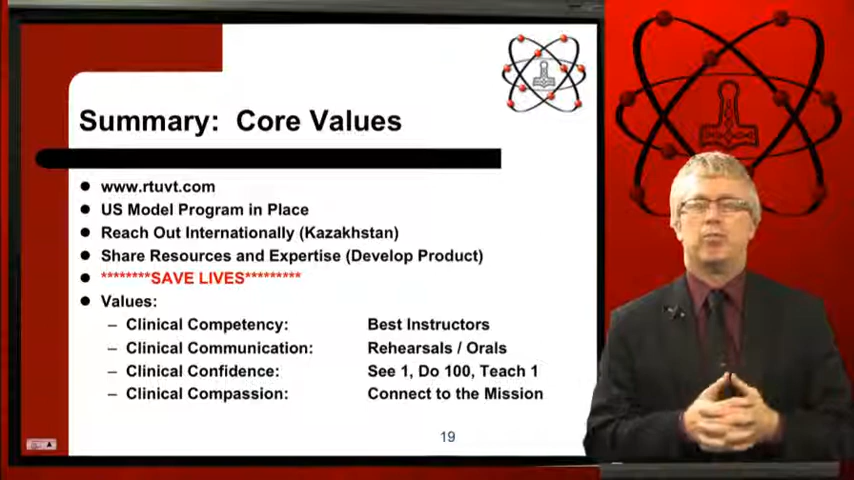 Summary: Core Values
● www.rtuvt.com
● US Model Program in Place
● Reach Out Internationally (Kazakhstan)
● Share Resources and Expertise (Develop Product)
● ********SAVE LIVES*********
● Values:
– Clinical Competency: Best Instructors
– Clinical Communication: Rehearsals / Orals
– Clinical Confidence: See 1, Do 100, Teach 1
– Clinical Compassion: Connect to the Mission
19